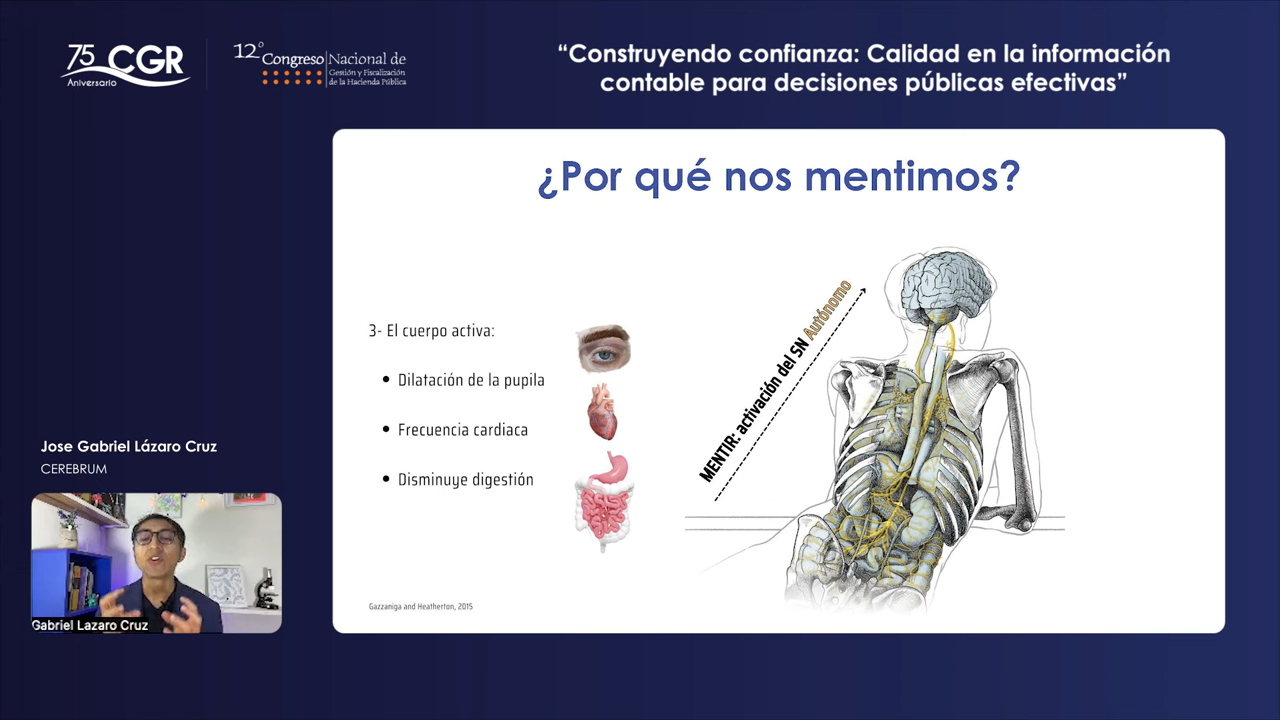 75 CGR
Aniversario
12° Congreso Nacional de
Gestión y Fiscalización
de la Hacienda Pública
“Construyendo confianza: Calidad en la información
contable para decisiones públicas efectivas”
¿Por qué nos mentimos?
3- El cuerpo activa:
• Dilatación de la pupila
• Frecuencia cardiaca
• Disminuye digestión
MENTIR: activación del SN Autónomo
Gazzaniga and Heatherton, 2015
Jose Gabriel Lázaro Cruz
CEREBRUM
Gabriel Lazaro Cruz